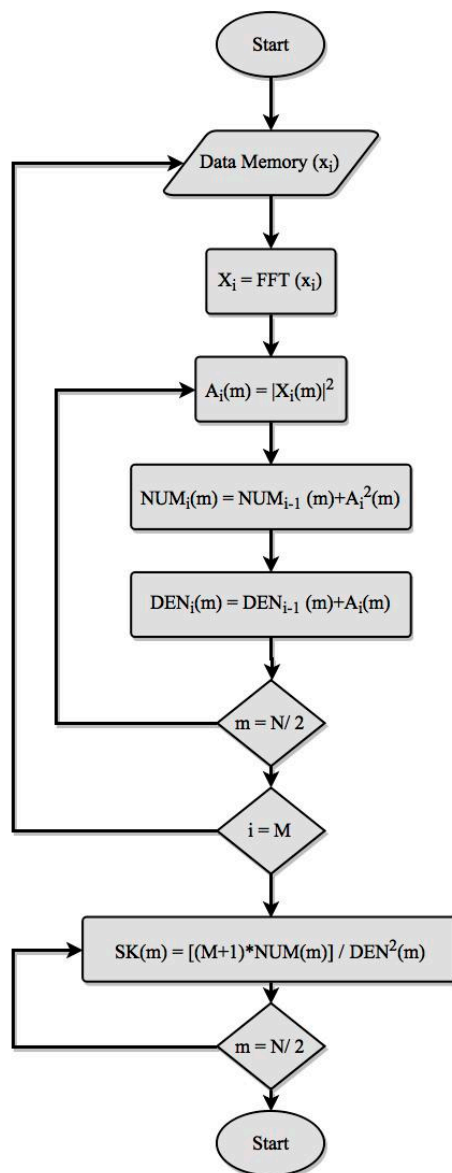 Start
Data Memory (xᵢ)
Xᵢ = FFT (xᵢ)
Aᵢ(m) = |Xᵢ(m)|²
NUMᵢ(m) = NUMᵢ₋₁ (m)+Aᵢ²(m)
DENᵢ(m) = DENᵢ₋₁ (m)+Aᵢ(m)
m = N/ 2
i = M
SK(m) = [(M+1)*NUM(m)] / DEN²(m)
m = N/ 2
Start